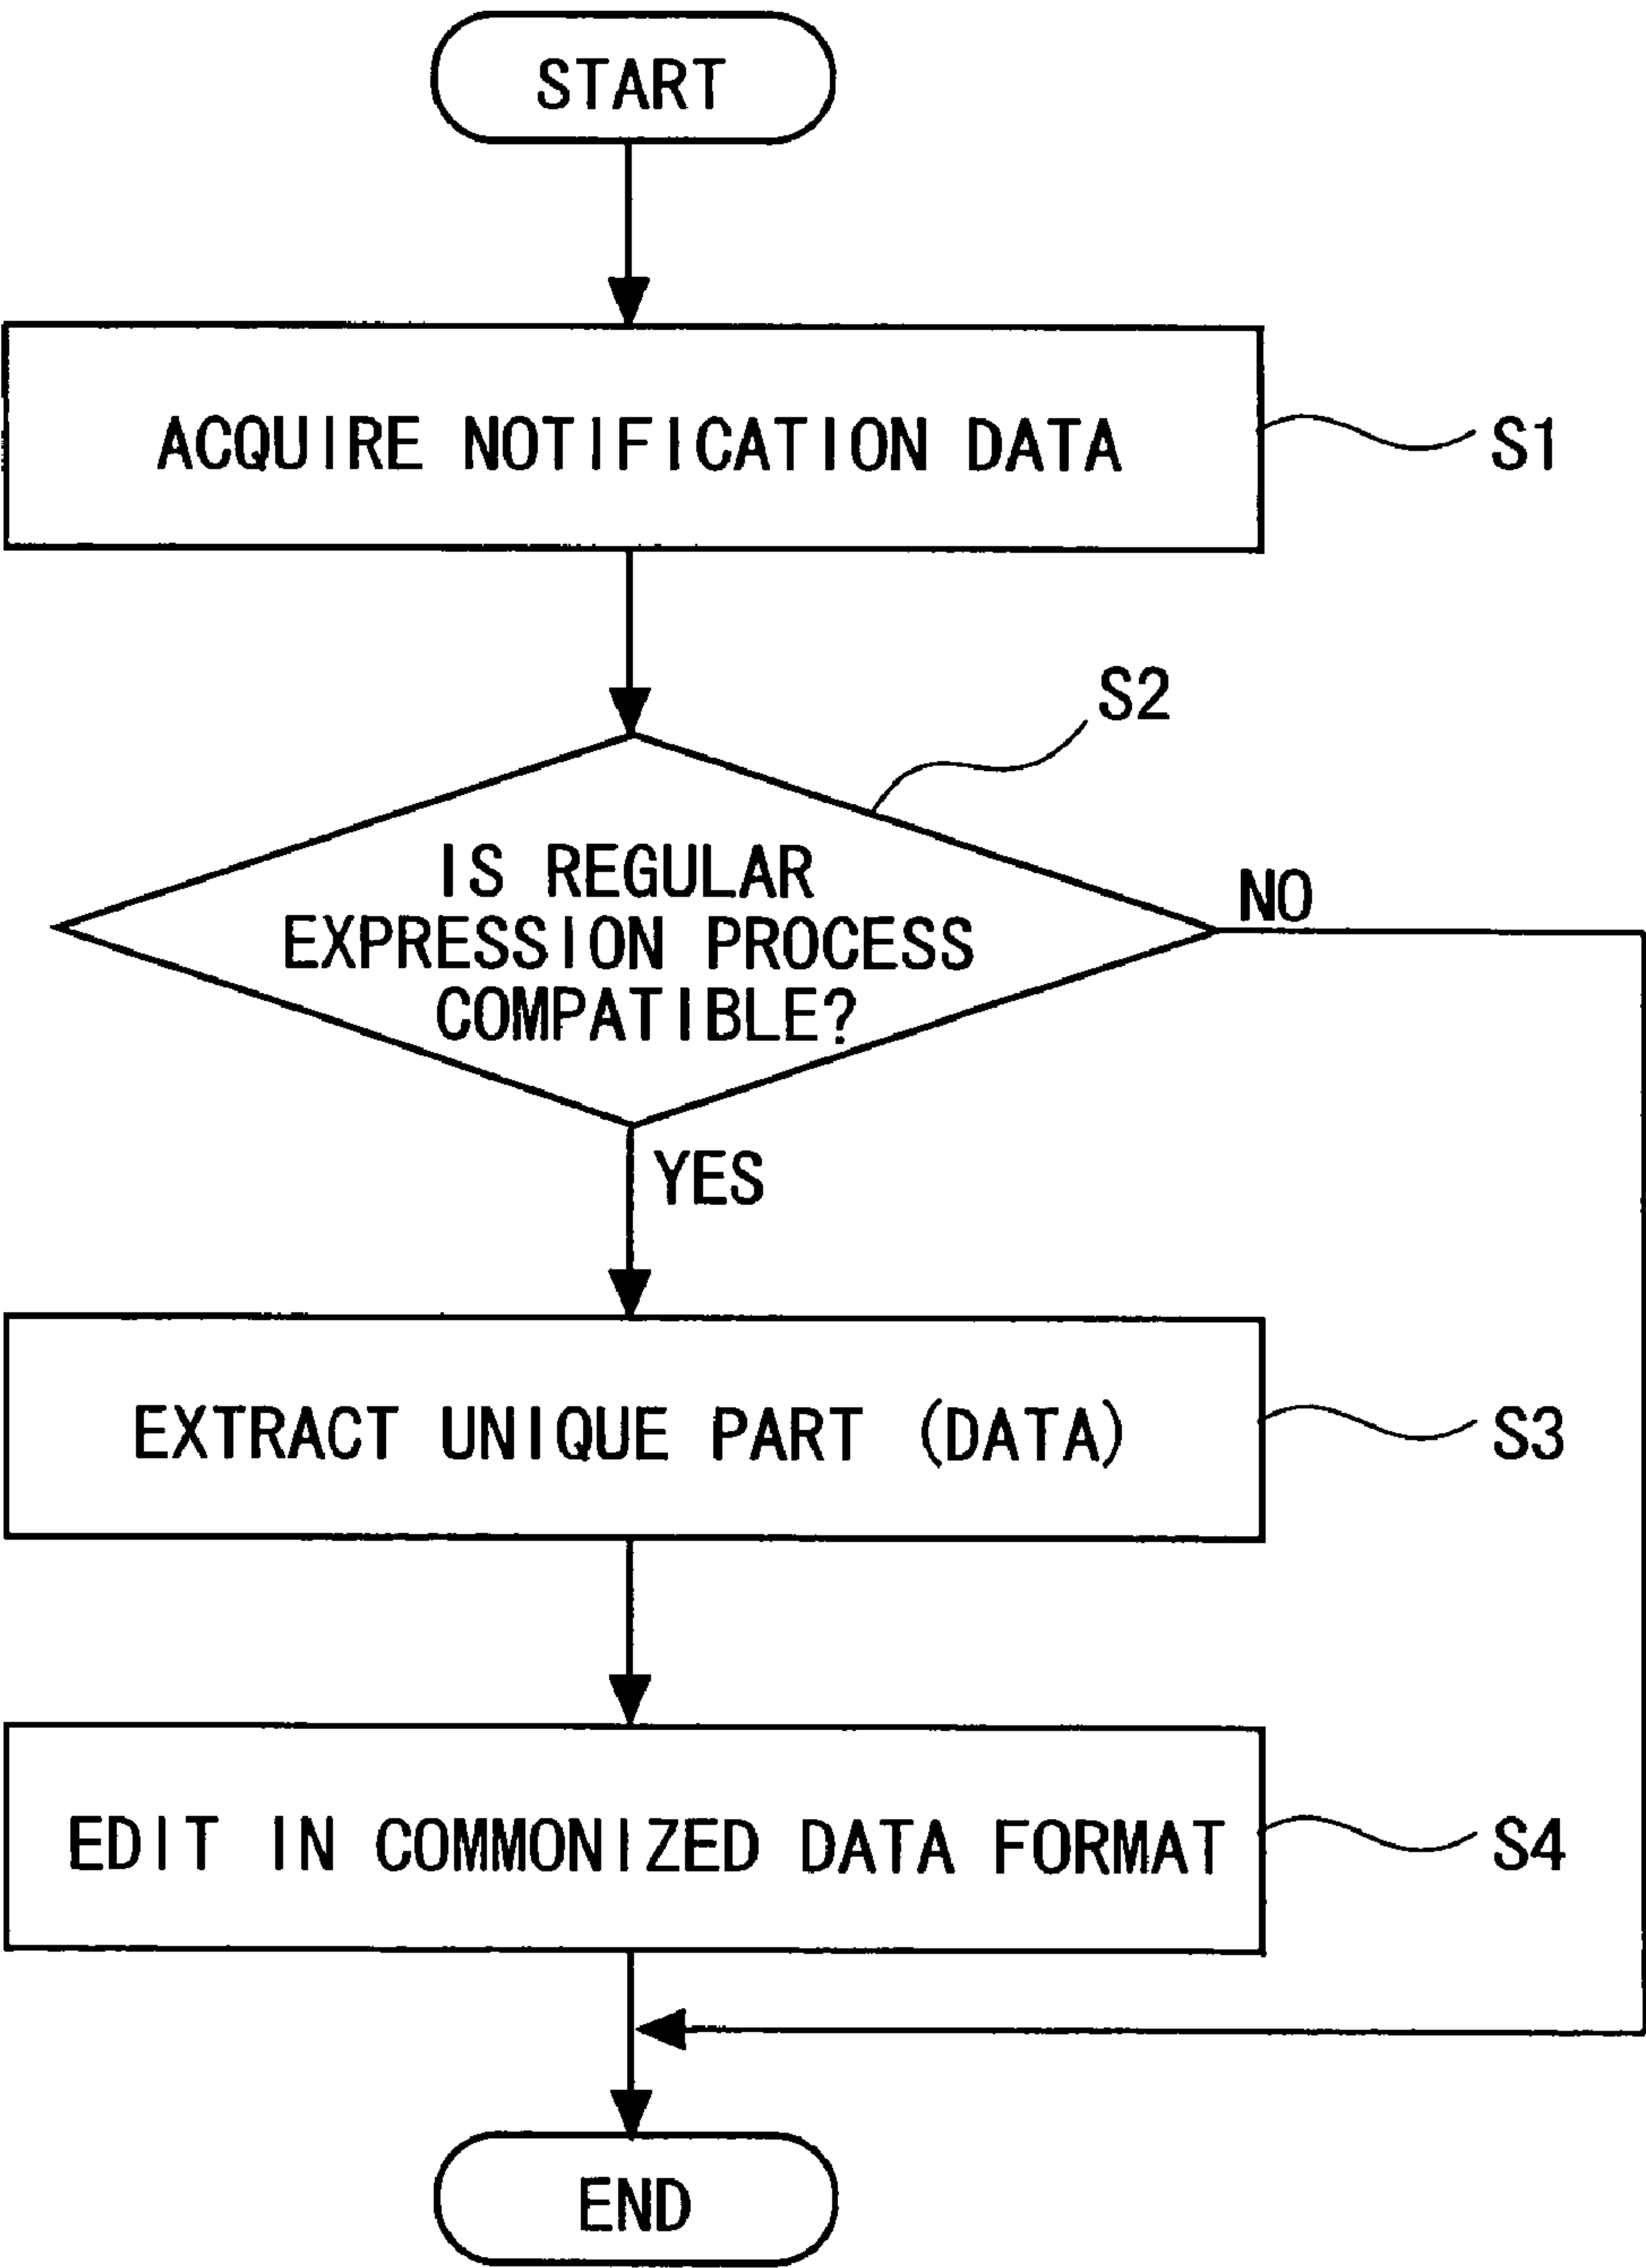 START
ACQUIRE NOTIFICATION DATA
S1
S2
IS REGULAR
EXPRESSION PROCESS
COMPATIBLE?
NO
YES
EXTRACT UNIQUE PART (DATA)
S3
EDIT IN COMMONIZED DATA FORMAT
S4
END